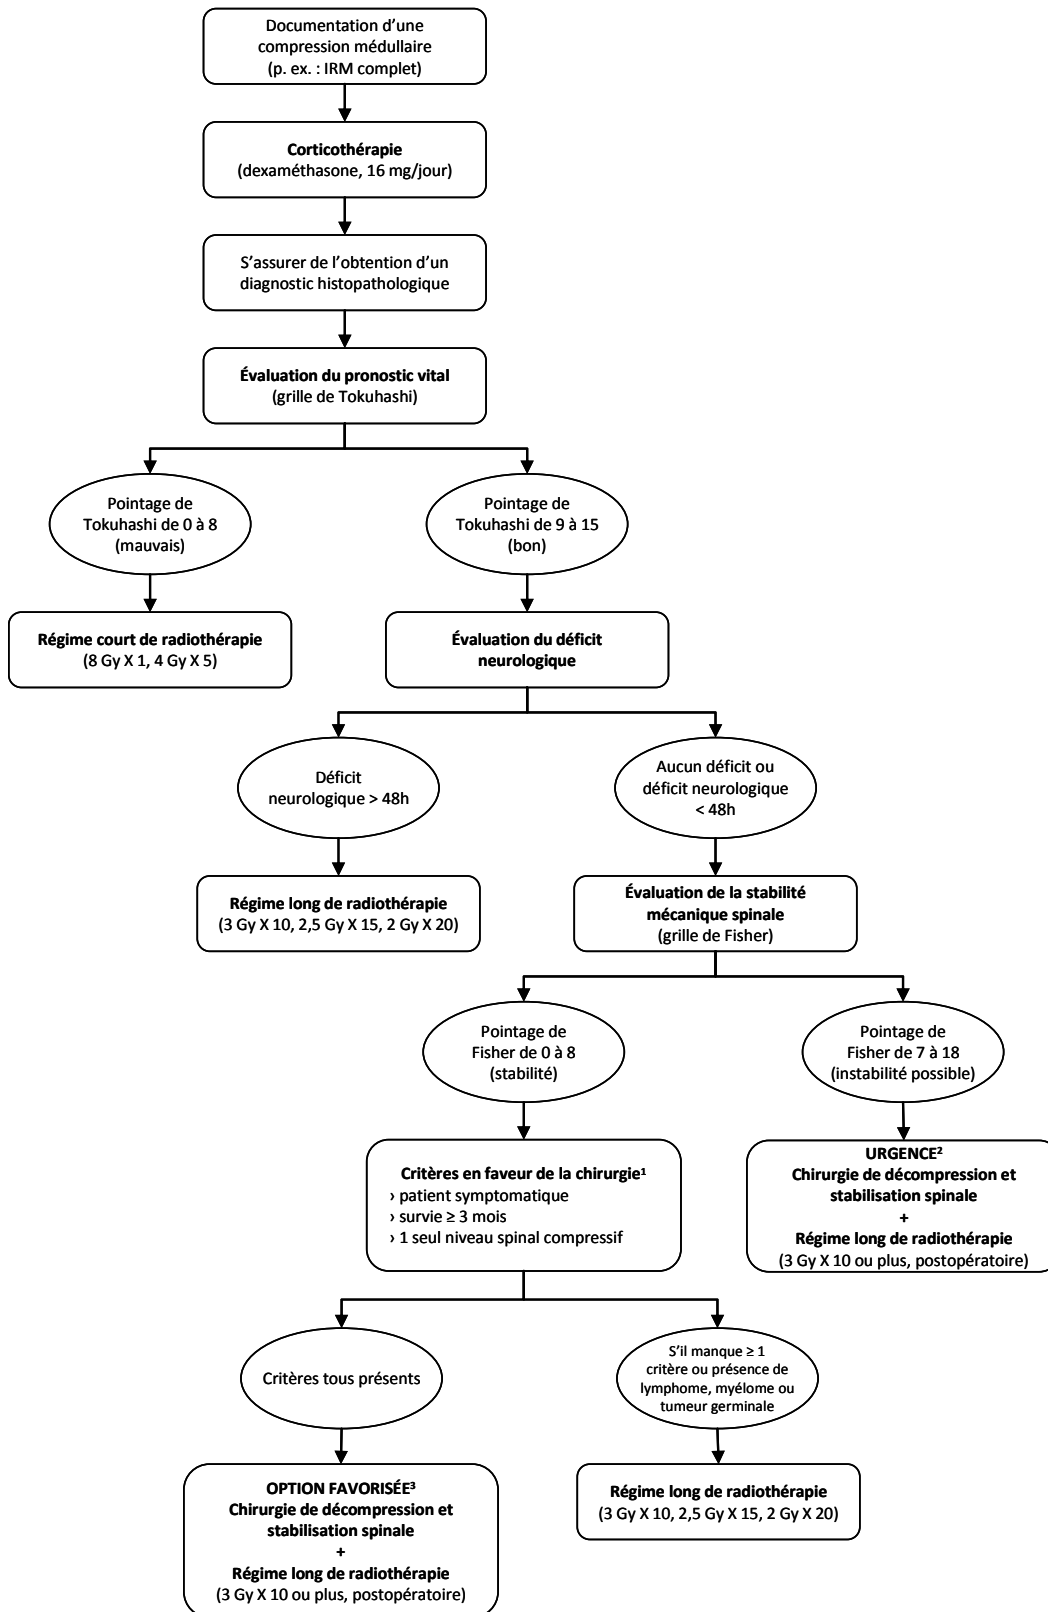 Documentation d’une
compression médullaire
(p. ex. : IRM complet)
Corticothérapie
(dexaméthasone, 16 mg/jour)
S’assurer de l’obtention d’un
diagnostic histopathologique
Évaluation du pronostic vital
(grille de Tokuhashi)
Pointage de
Tokuhashi de 0 à 8
(mauvais)
Pointage de
Tokuhashi de 9 à 15
(bon)
Régime court de radiothérapie
(8 Gy X 1, 4 Gy X 5)
Évaluation du déficit
neurologique
Déficit
neurologique > 48h
Aucun déficit ou
déficit neurologique
< 48h
Régime long de radiothérapie
(3 Gy X 10, 2,5 Gy X 15, 2 Gy X 20)
Évaluation de la stabilité
mécanique spinale
(grille de Fisher)
Pointage de
Fisher de 0 à 8
(stabilité)
Pointage de
Fisher de 7 à 18
(instabilité possible)
Critères en faveur de la chirurgie¹
› patient symptomatique
› survie ≥ 3 mois
› 1 seul niveau spinal compressif
URGENCE²
Chirurgie de décompression et
stabilisation spinale
+
Régime long de radiothérapie
(3 Gy X 10 ou plus, postopératoire)
Critères tous présents
S’il manque ≥ 1
critère ou présence de
lymphome, myélome ou
tumeur germinale
OPTION FAVORISÉE³
Chirurgie de décompression et
stabilisation spinale
+
Régime long de radiothérapie
(3 Gy X 10 ou plus, postopératoire)
Régime long de radiothérapie
(3 Gy X 10, 2,5 Gy X 15, 2 Gy X 20)